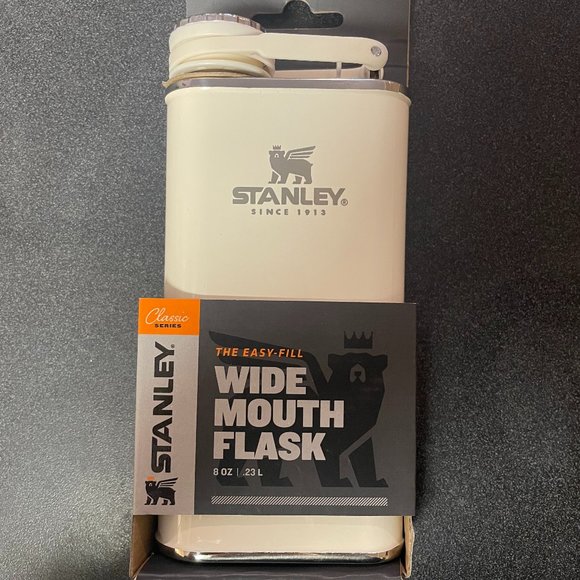 STANLEY®
SINCE 1913
Classic
SERIES
STANLEY®
THE EASY-FILL
WIDE
MOUTH
FLASK
8 OZ | .23 L